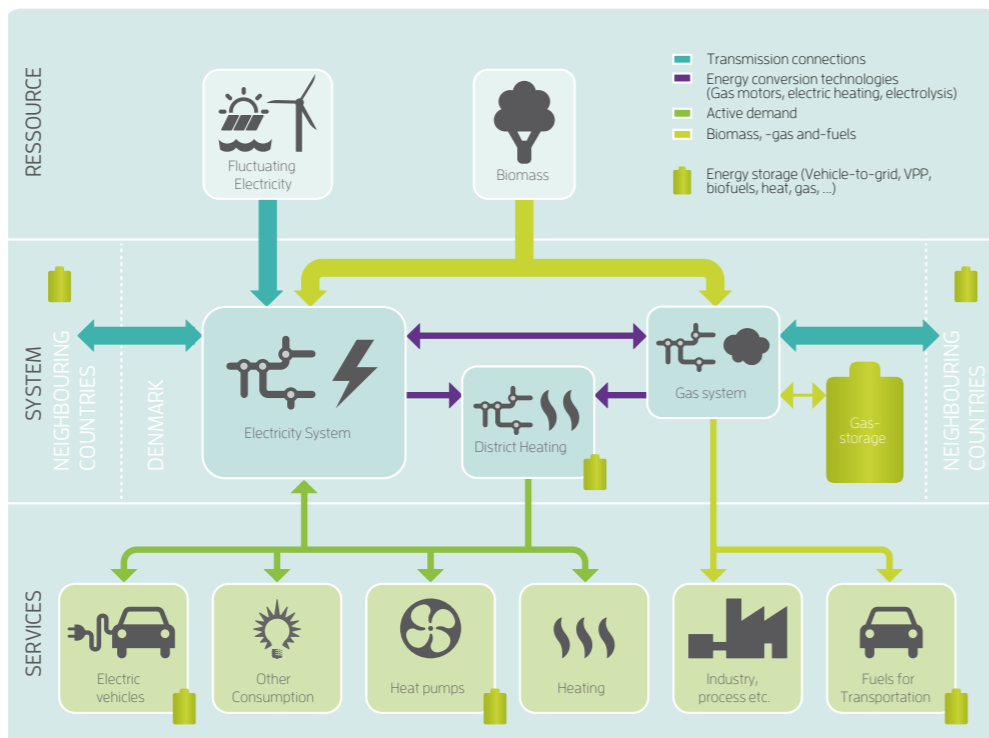 RESSOURCE
Fluctuating
Electricity
Biomass
Transmission connections
Energy conversion technologies
(Gas motors, electric heating, electrolysis)
Active demand
Biomass, -gas and-fuels
Energy storage (Vehicle-to-grid, VPP,
biofuels, heat, gas, ...)
SYSTEM
NEIGHBOURING
COUNTRIES
DENMARK
Electricity System
District Heating
Gas system
Gas-
storage
NEIGHBOURING
COUNTRIES
SERVICES
Electric
vehicles
Other
Consumption
Heat pumps
Heating
Industry,
process etc.
Fuels for
Transportation